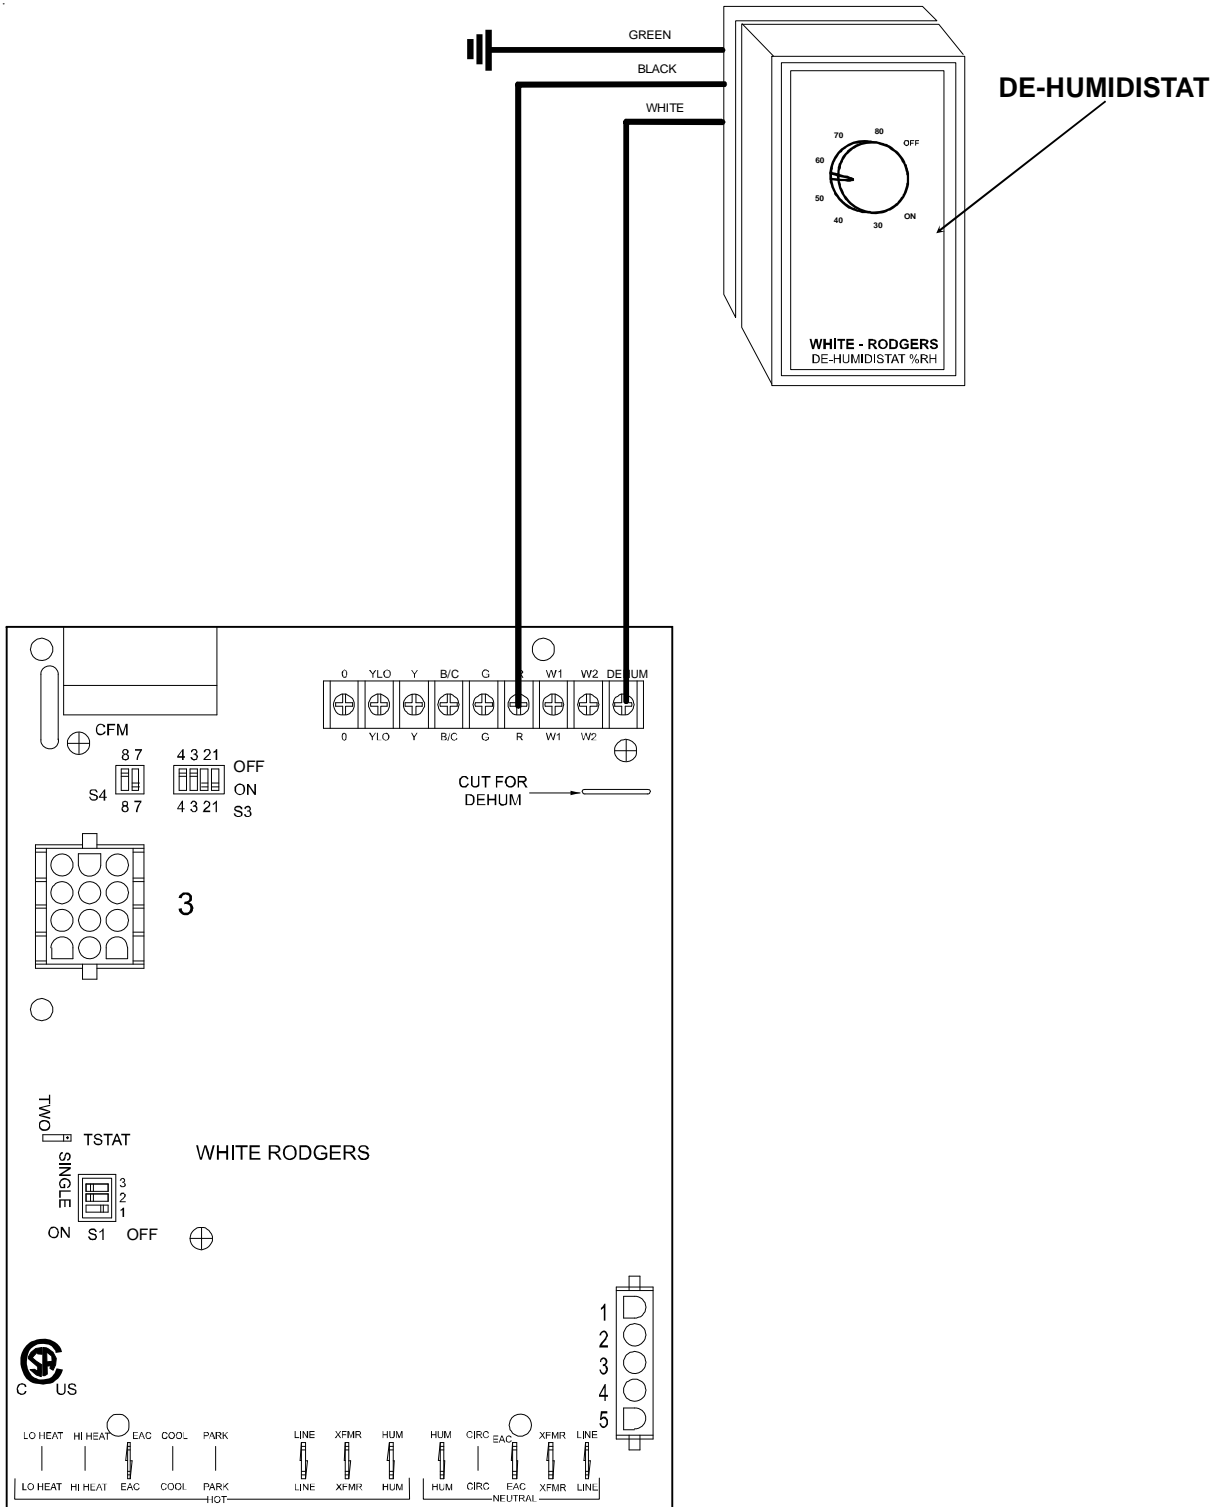 GREEN
BLACK
WHITE
DE-HUMIDISTAT
70 80 OFF
60
50
40 30 ON
WHITE - RODGERS
DE-HUMIDISTAT %RH
0 YLO Y B/C G R W1 W2 DEHUM
0 YLO Y B/C G R W1 W2
CFM
8 7 4 3 2 1 OFF
S4 ON
8 7 4 3 2 1 S3
CUT FOR
DEHUM
3
TWO
TSTAT
SINGLE
3
2
1
ON S1 OFF
WHITE RODGERS
1
2
3
4
5
CSA
C US
LO HEAT HI HEAT EAC COOL PARK LINE XFMR HUM HUM CIRC EAC XFMR LINE
LO HEAT HI HEAT EAC COOL PARK LINE XFMR HUM HUM CIRC EAC XFMR LINE
HOT NEUTRAL